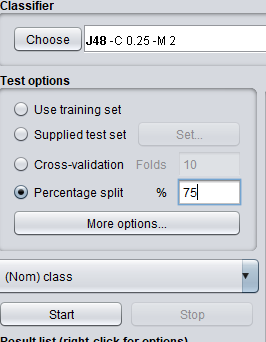 Classifier
Choose J48 -C 0.25 -M 2
Test options
Use training set
Supplied test set Set...
Cross-validation Folds 10
Percentage split % 75
More options...
(Nom) class
Start Stop
Result list (right-click for options)